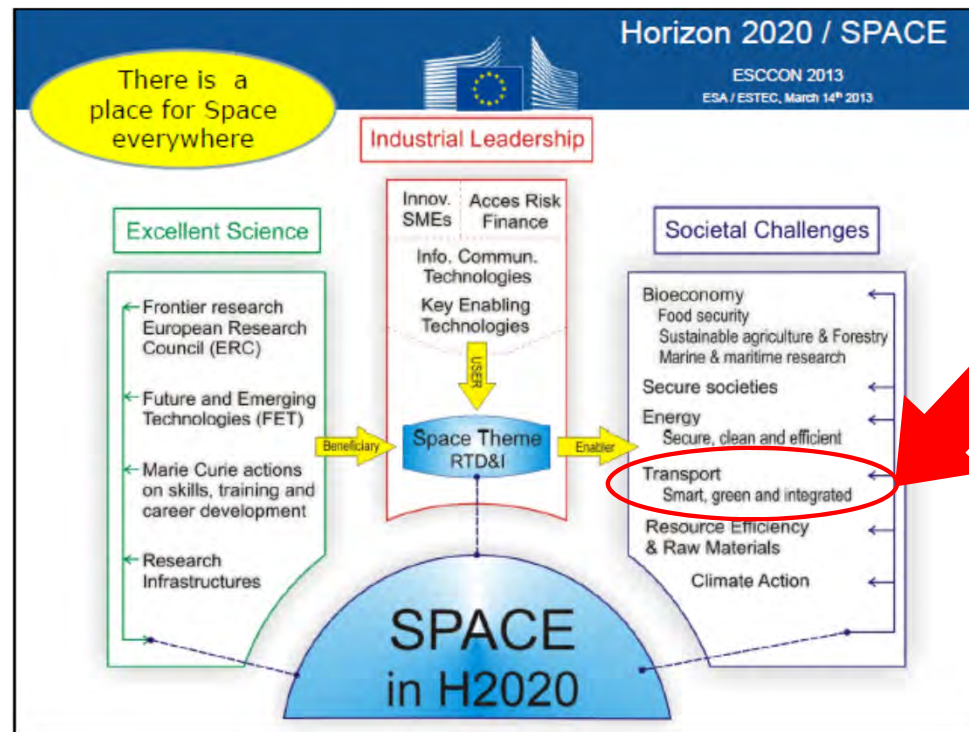 Horizon 2020 / SPACE
ESCCON 2013
ESA / ESTEC, March 14th 2013
There is a
place for Space
everywhere
Industrial Leadership
Innov.
SMEs
Acces Risk
Finance
Info. Commun.
Technologies
Key Enabling
Technologies
USER
Excellent Science
Frontier research
European Research
Council (ERC)
Future and Emerging
Technologies (FET)
Marie Curie actions
on skills, training and
career development
Research
Infrastructures
Beneficiary
Space Theme
RTD&I
Enabler
Societal Challenges
Bioeconomy
Food security
Sustainable agriculture & Forestry
Marine & maritime research
Secure societies
Energy
Secure, clean and efficient
Transport
Smart, green and integrated
Resource Efficiency
& Raw Materials
Climate Action
SPACE
in H2020